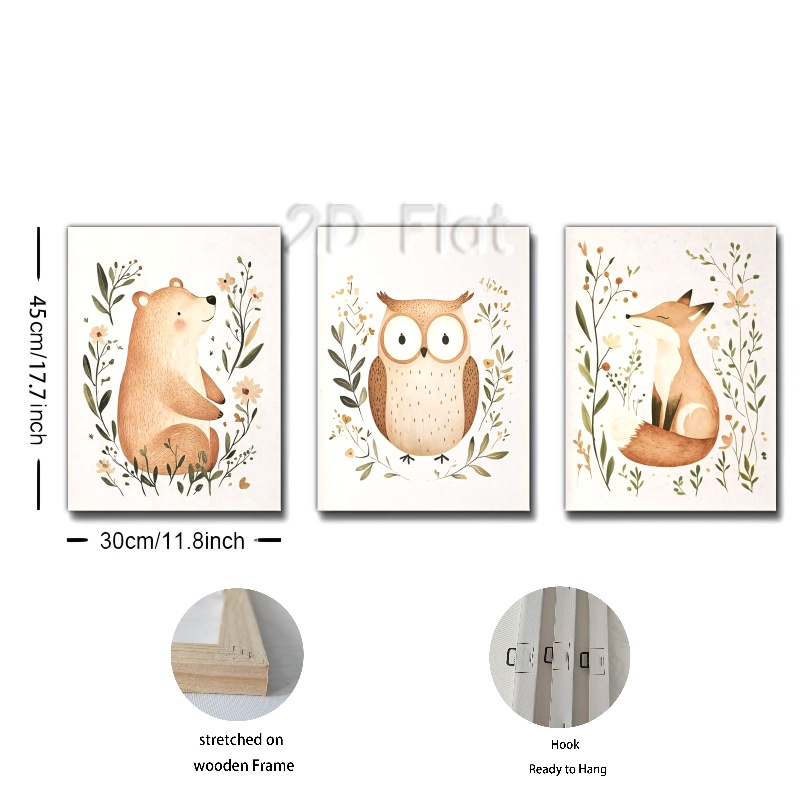 2D Flat
45cm/17.7inch
30cm/11.8inch
stretched on
wooden Frame
Hook
Ready to Hang